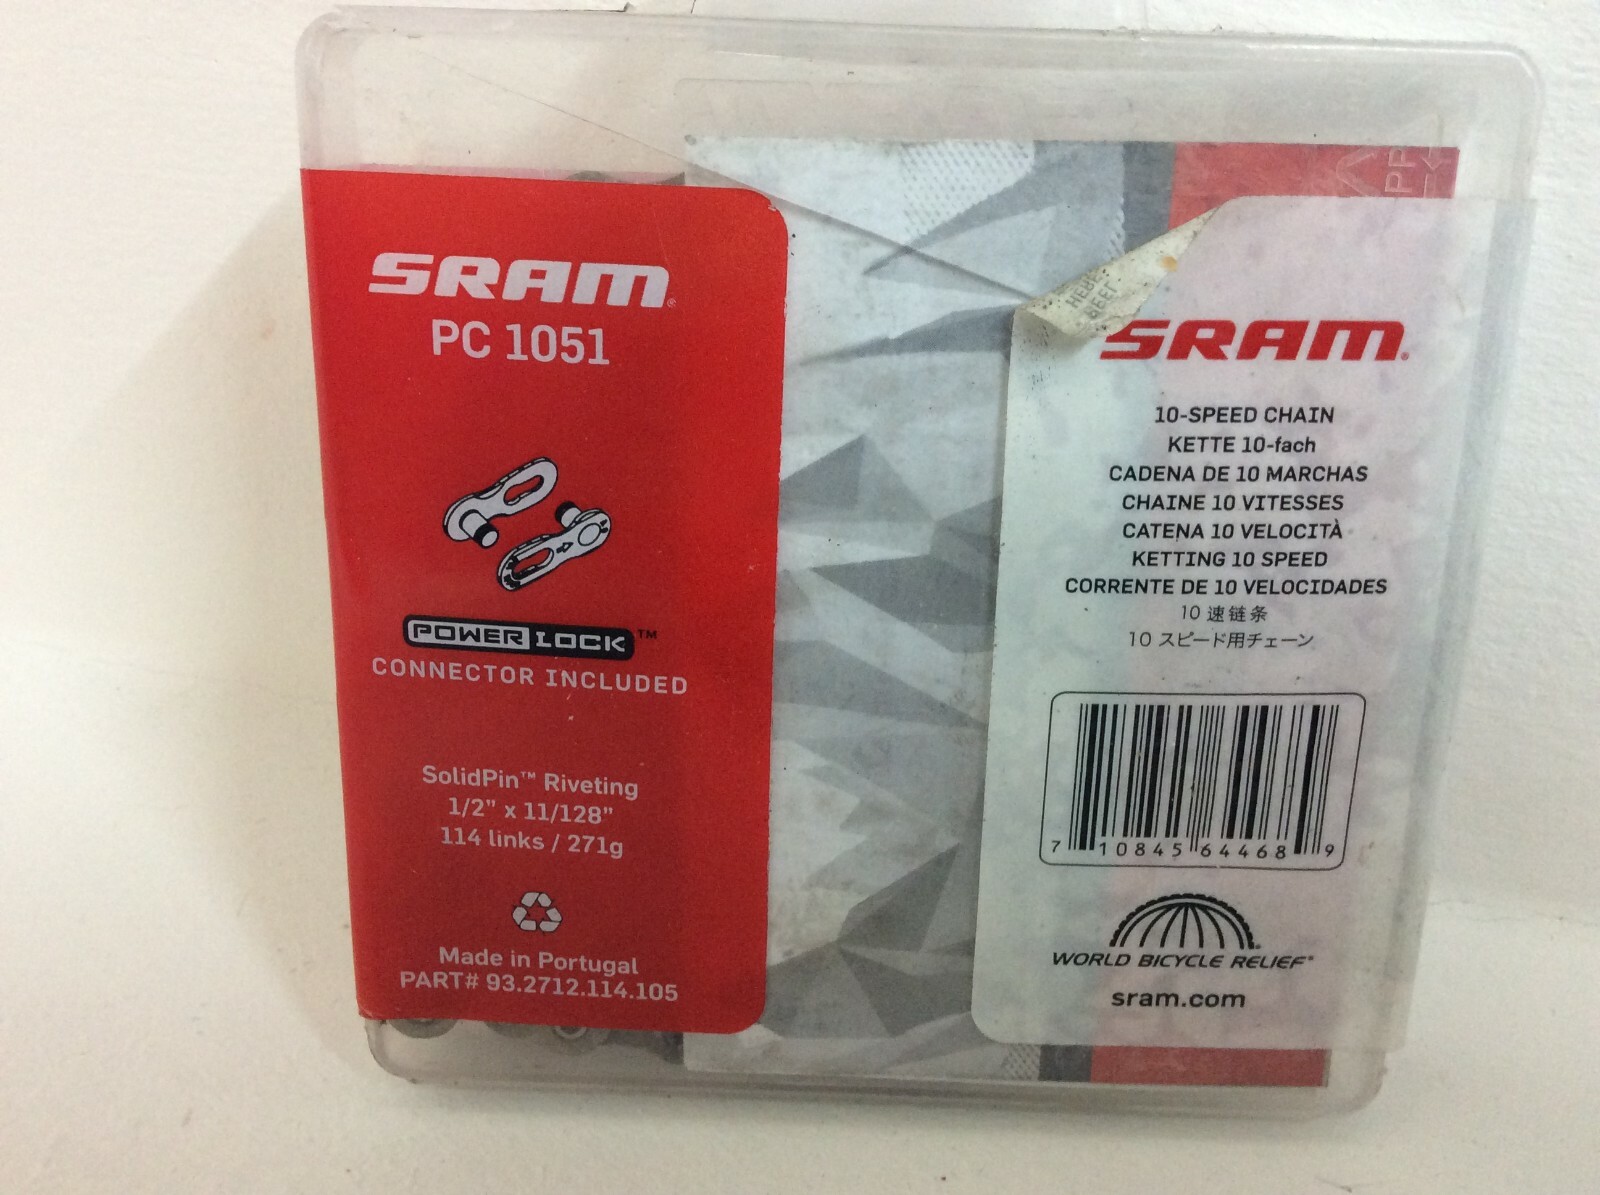 SRAM®
PC 1051
POWER LOCK™
CONNECTOR INCLUDED
SolidPin™ Riveting
1/2" x 11/128"
114 links / 271g
Made in Portugal
PART# 93.2712.114.105
PP
PEEL
SRAM®
10-SPEED CHAIN
KETTE 10-fach
CADENA DE 10 MARCHAS
CHAINE 10 VITESSES
CATENA 10 VELOCITÀ
KETTING 10 SPEED
CORRENTE DE 10 VELOCIDADES
10 速链条
10 スピード用チェーン
7 10845 64468 9
WORLD BICYCLE RELIEF®
sram.com